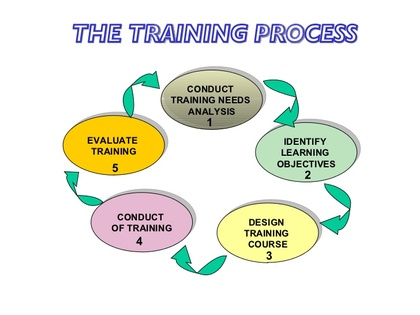 THE TRAINING PROCESS
CONDUCT
TRAINING NEEDS
ANALYSIS
1
IDENTIFY
LEARNING
OBJECTIVES
2
DESIGN
TRAINING
COURSE
3
CONDUCT
OF TRAINING
4
EVALUATE
TRAINING
5